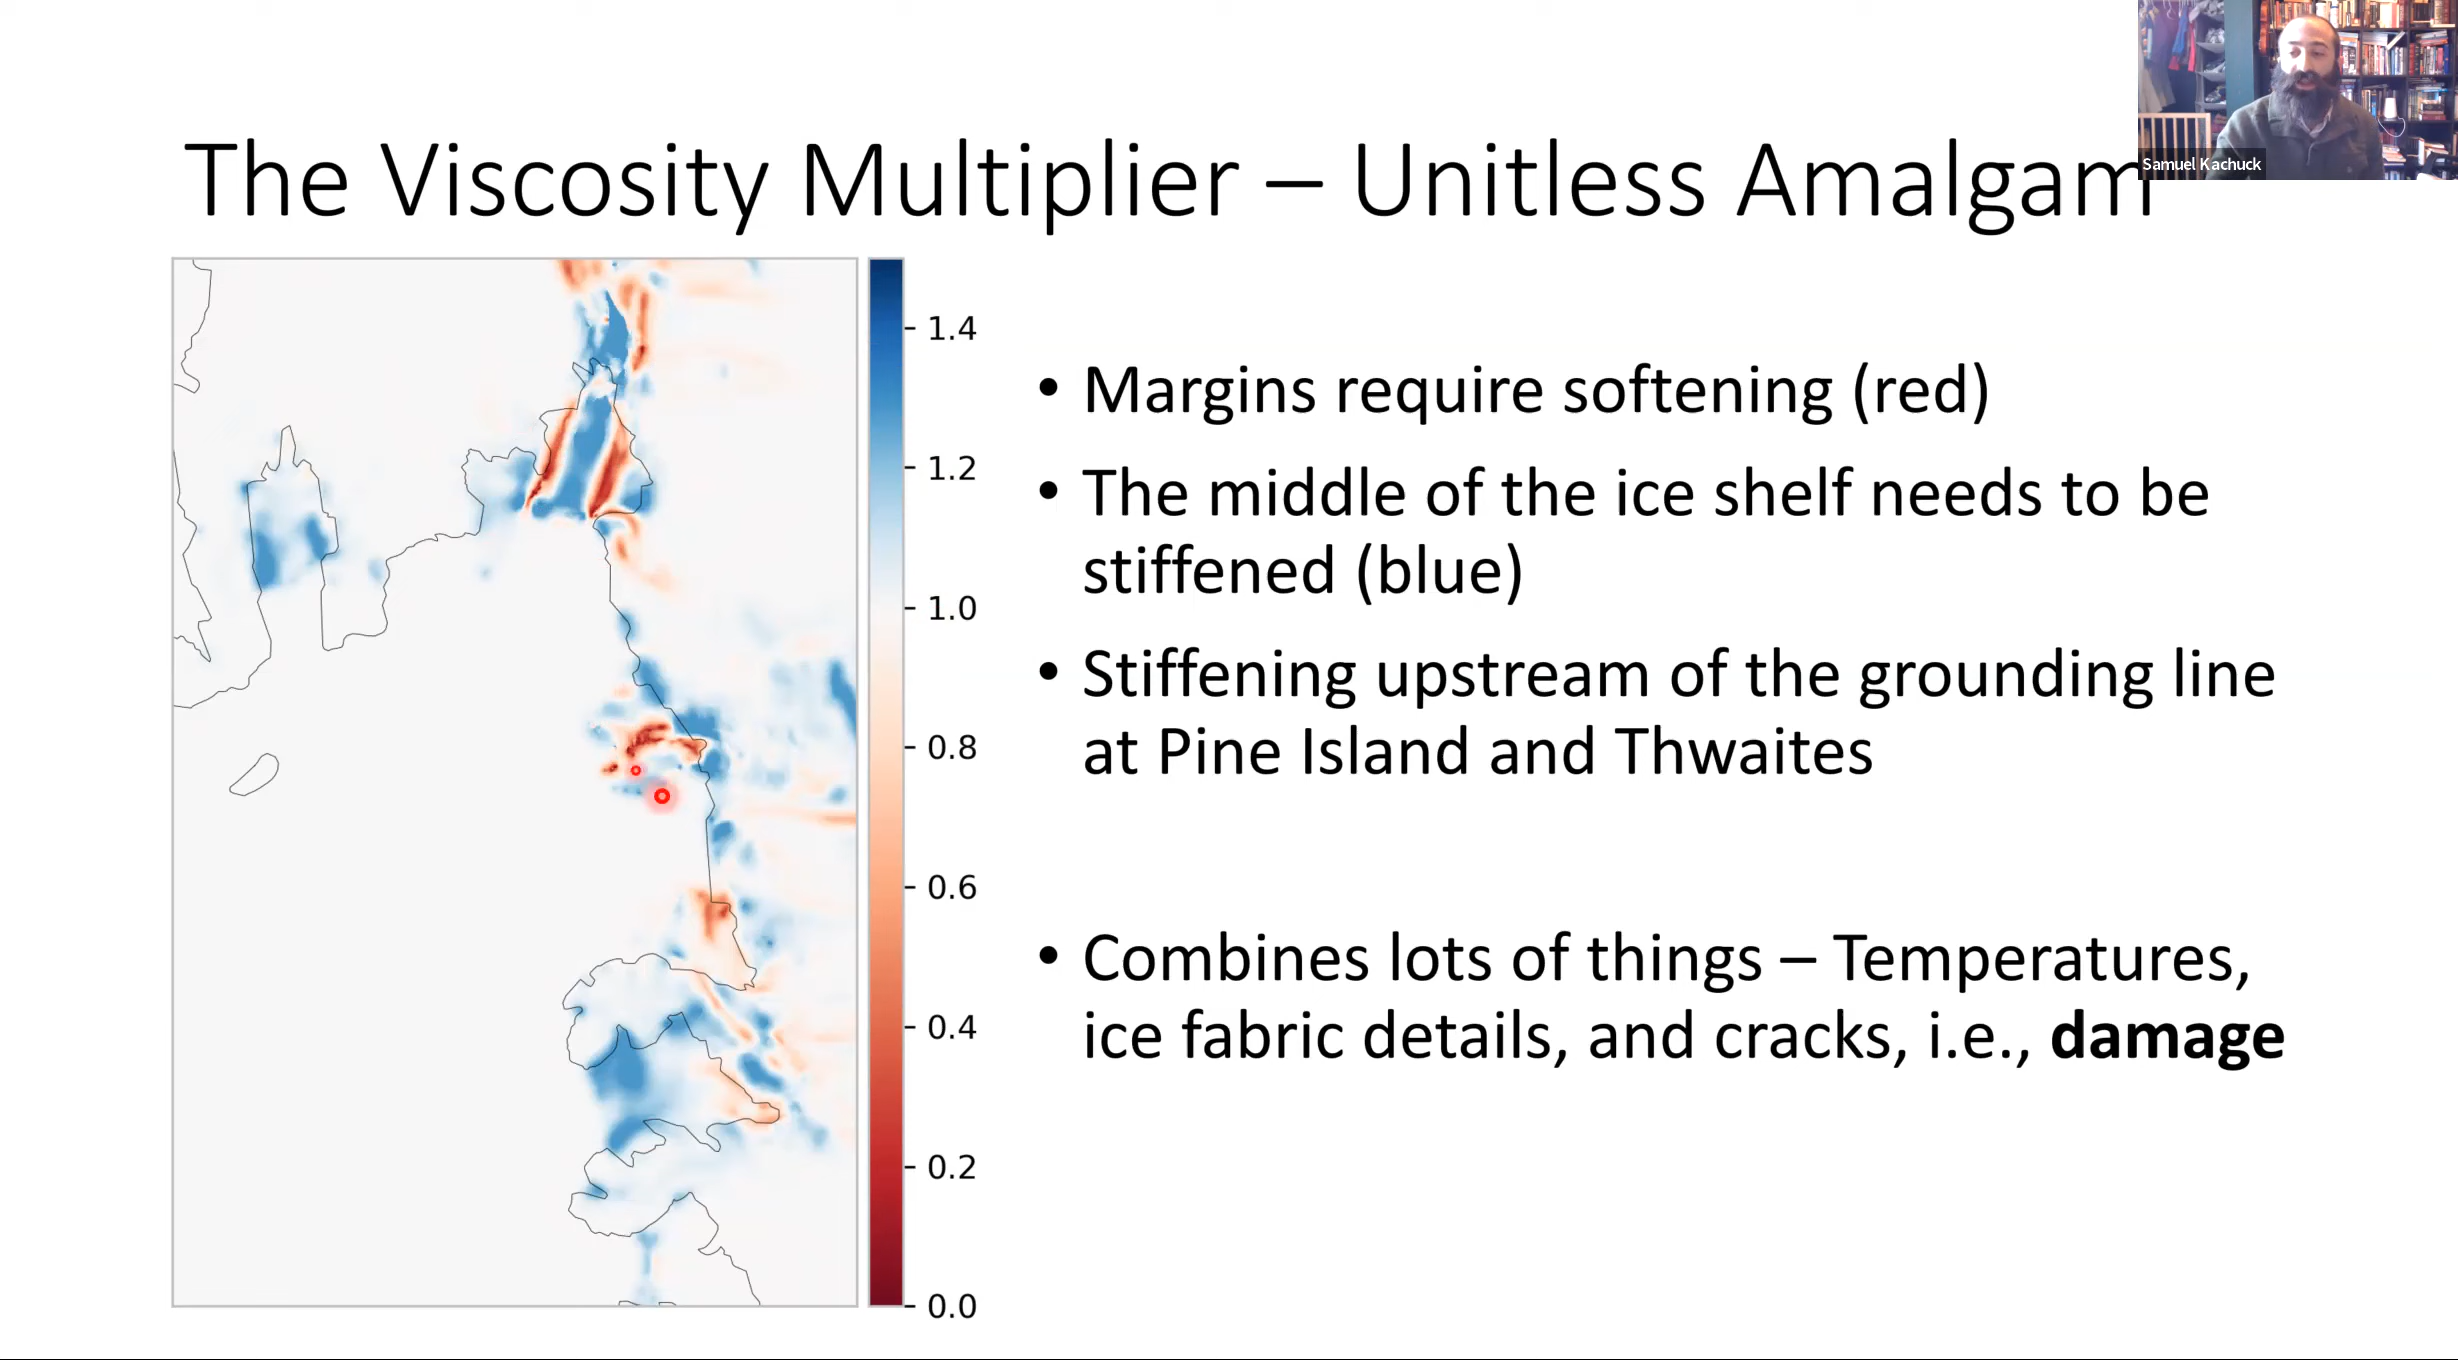 Samuel Kachuck
The Viscosity Multiplier – Unitless Amalgam
1.4
1.2
1.0
0.8
0.6
0.4
0.2
0.0
• Margins require softening (red)
• The middle of the ice shelf needs to be
stiffened (blue)
• Stiffening upstream of the grounding line
at Pine Island and Thwaites
• Combines lots of things – Temperatures,
ice fabric details, and cracks, i.e., damage